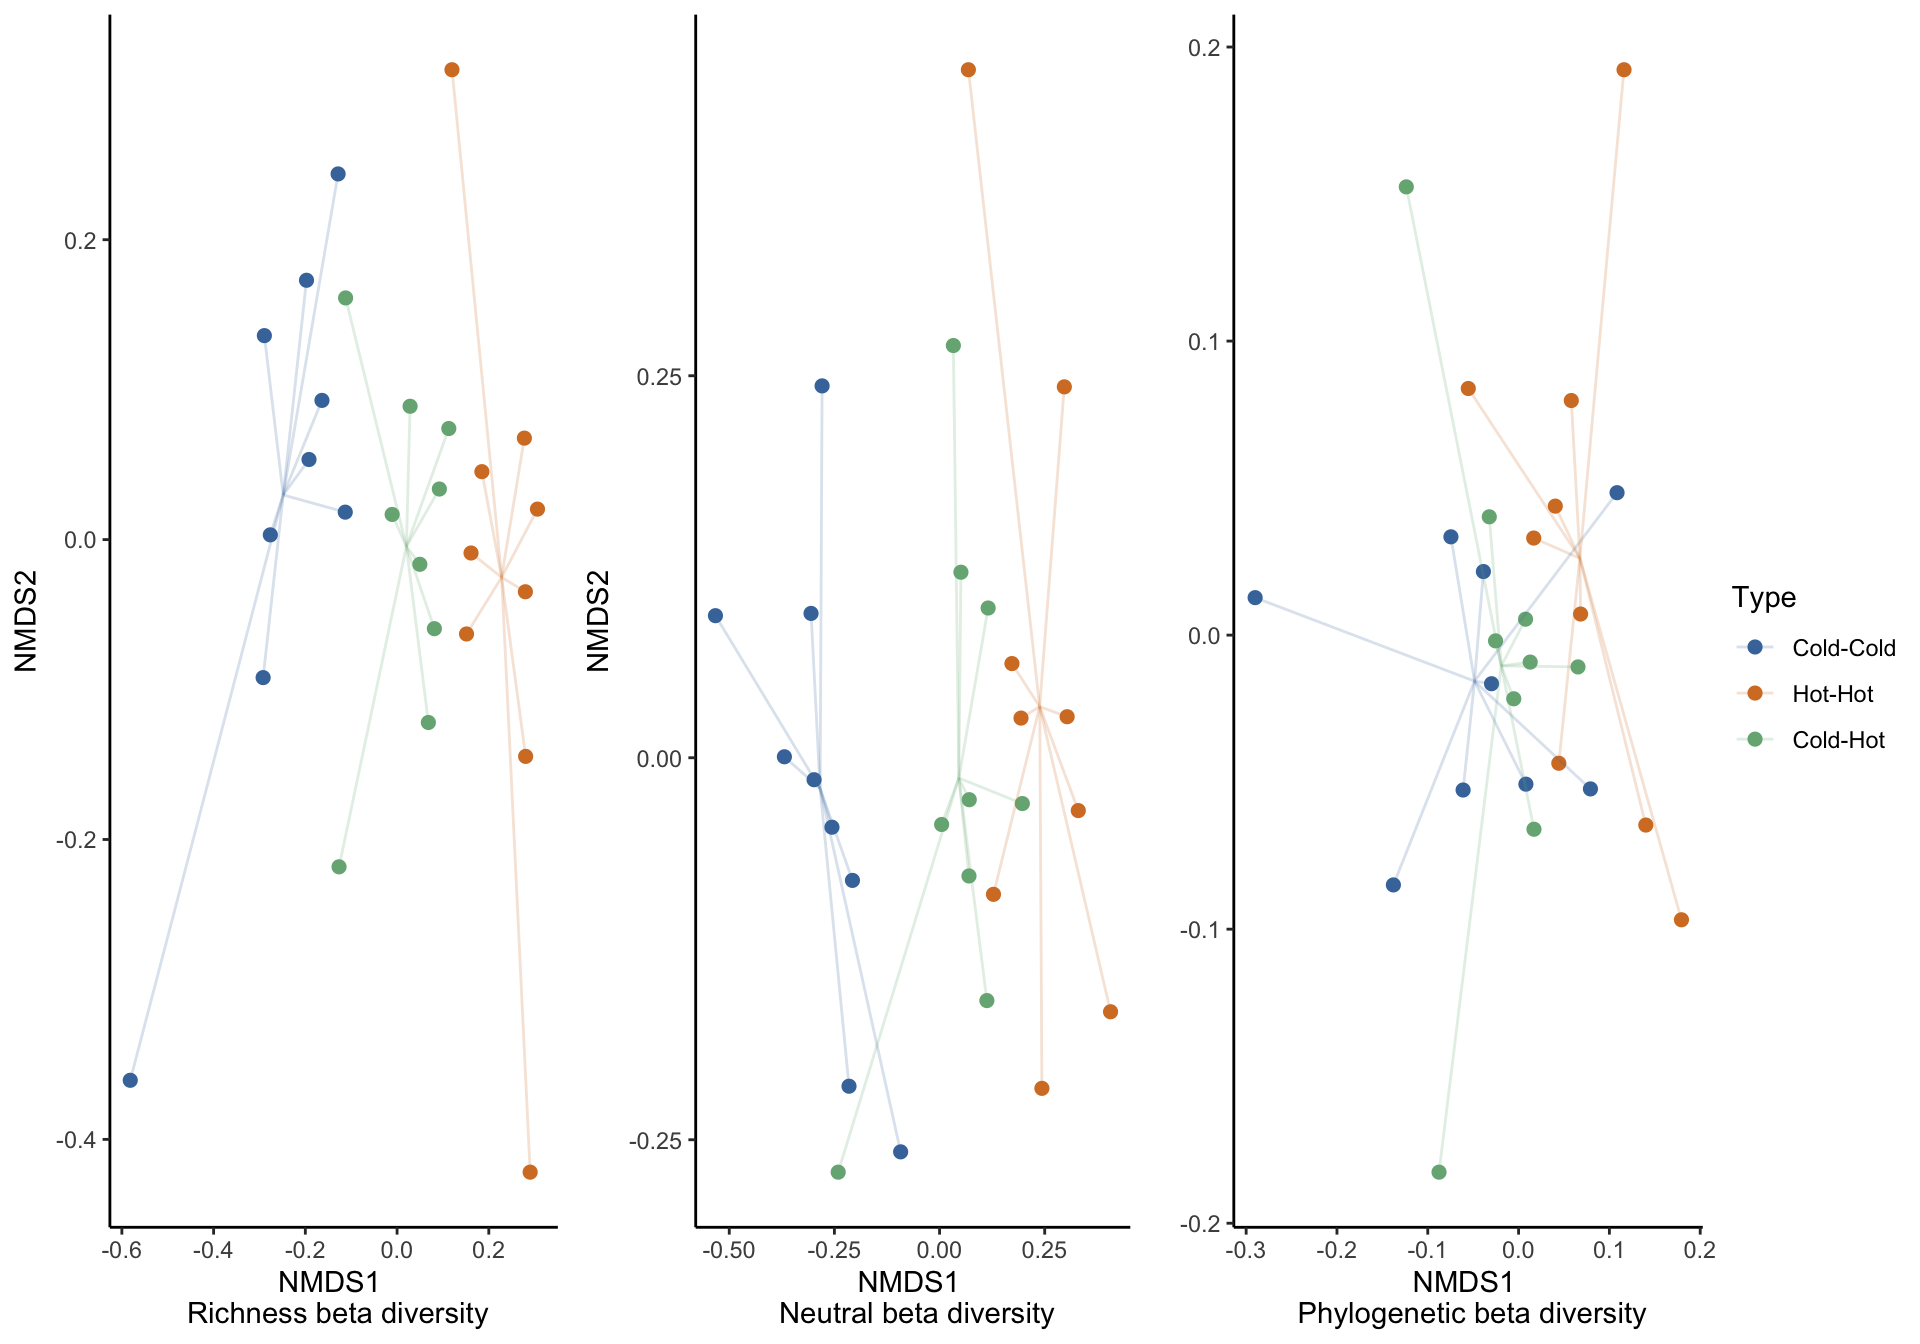 NMDS2
0.2
0.0
-0.2
-0.4
-0.6
-0.4
-0.2
0.0
0.2
NMDS1
Richness beta diversity
NMDS2
0.25
0.00
-0.25
-0.50
-0.25
0.00
0.25
NMDS1
Neutral beta diversity
0.2
0.1
0.0
-0.1
-0.2
-0.3
-0.2
-0.1
0.0
0.1
0.2
NMDS1
Phylogenetic beta diversity
Type
Cold-Cold
Hot-Hot
Cold-Hot